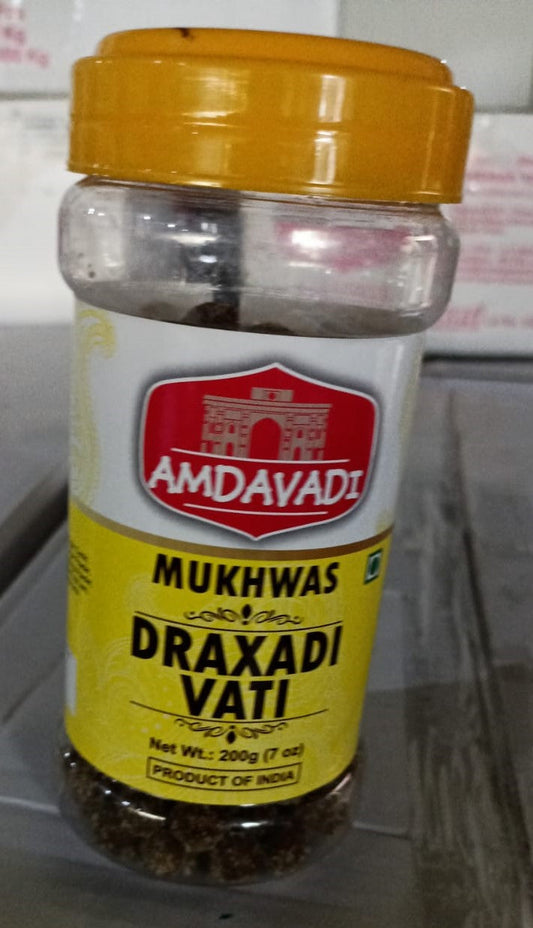 AMDAVADI
MUKHWAS
DRAXADI
VATI
Net Wt.: 200g (7 oz)
PRODUCT OF INDIA